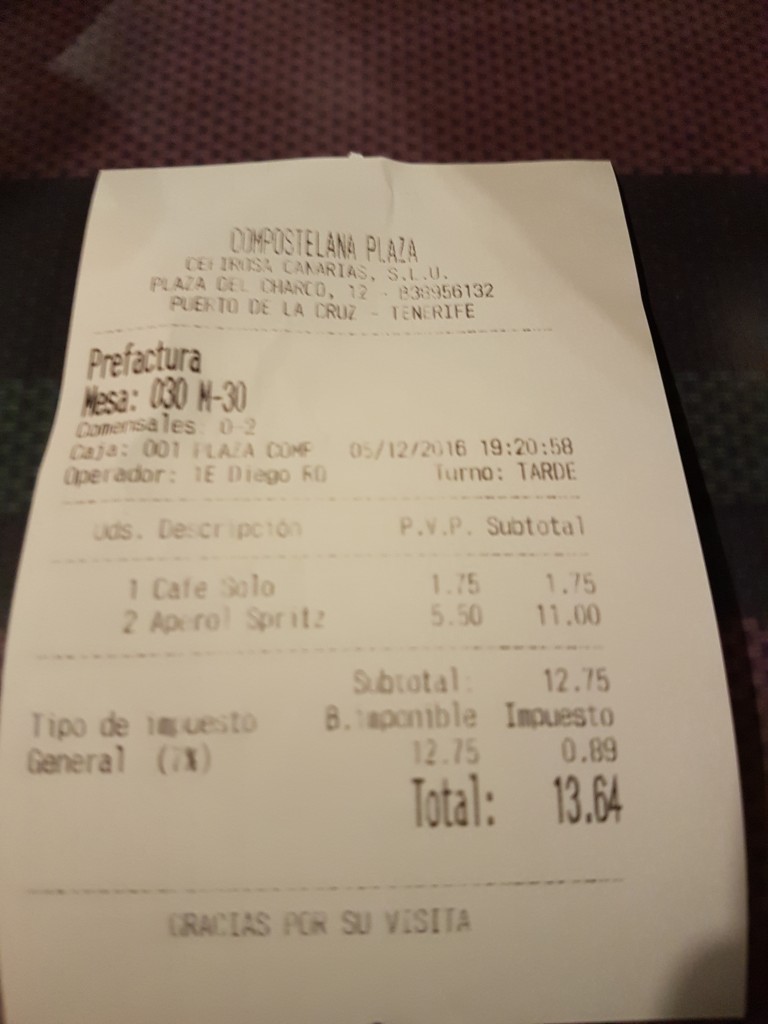 COMPOSTELANA PLAZA
CANARIAS, S.L.U.
PLAZA DEL CHARCO, 12 - B38956132
PUERTO DE LA CRUZ - TENERIFE
Prefactura
Mesa: 030 M-30
Comensales: 0-2
Caja: 001 PLAZA COMP 05/12/2016 19:20:58
Operador: 1E Diego RO Turno: TARDE
Uds. Descripción P.V.P. Subtotal
1 Cafe Solo 1.75 1.75
2 Aperol Spritz 5.50 11.00
Subtotal: 12.75
Tipo de impuesto B.imponible Impuesto
General (7%) 12.75 0.89
Total: 13.64
GRACIAS POR SU VISITA